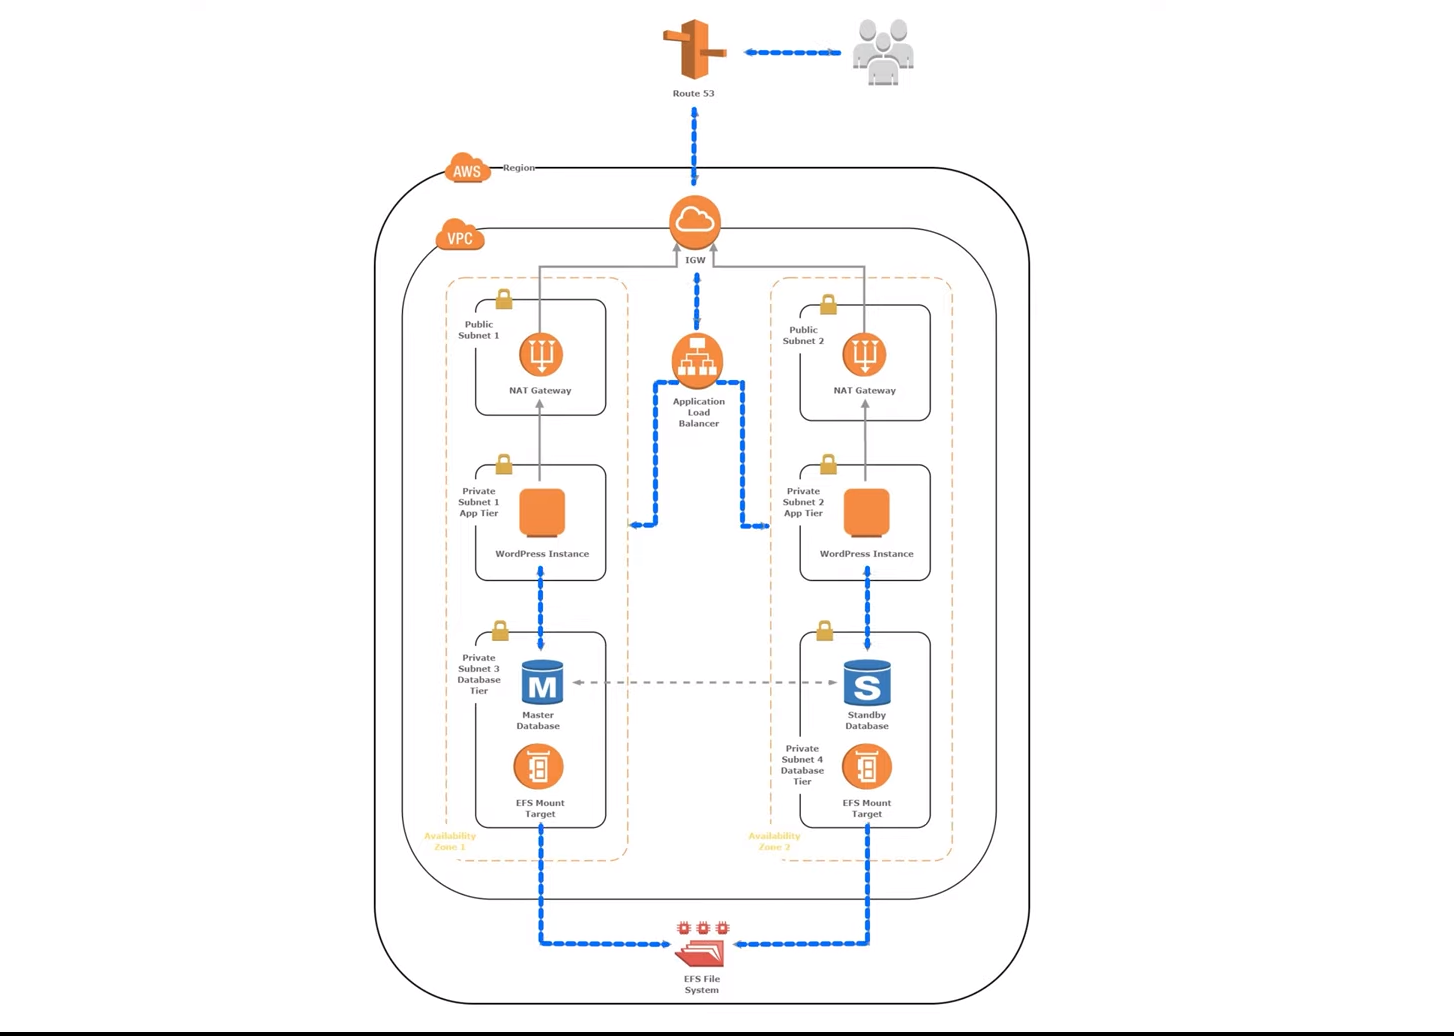 Route 53
AWS
Region
VPC
IGW
Public
Subnet 1
NAT Gateway
Application
Load
Balancer
Public
Subnet 2
NAT Gateway
Private
Subnet 1
App Tier
WordPress Instance
Private
Subnet 2
App Tier
WordPress Instance
Private
Subnet 3
Database
Tier
M
Master
Database
S
Standby
Database
EFS Mount
Target
Private
Subnet 4
Database
Tier
EFS Mount
Target
Availability
Zone 1
Availability
Zone 2
EFS File
System